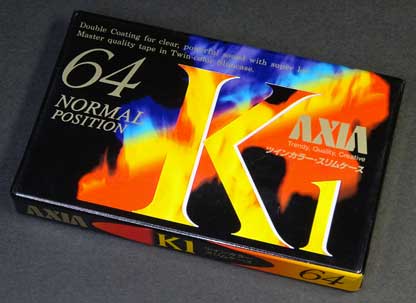 Double Coating for clear, powerful sound with super
Master quality tape in Twin-color Slimcase.
64
NORMAL
POSITION
K1
AXIA
Trendy, Quality, Creative
ツインカラー・スリムケース
AXIA
K1
64